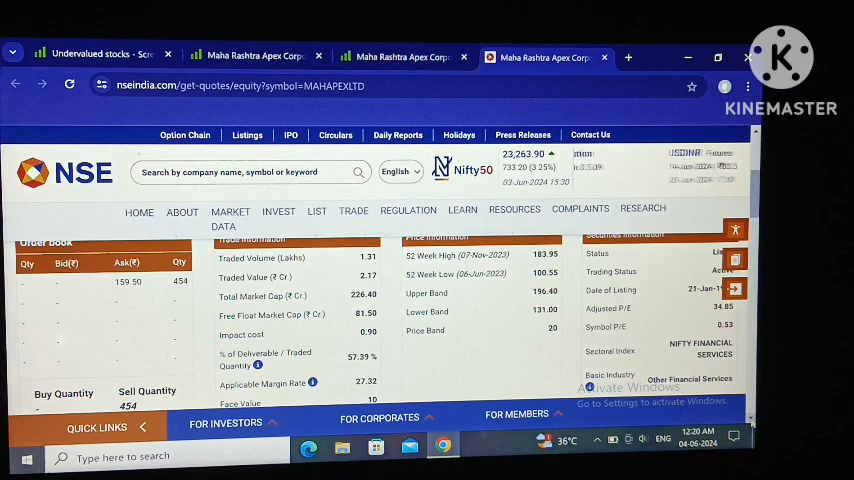 Undervalued stocks - Scre
Maha Rashtra Apex Corpo
Maha Rashtra Apex Corpo
Maha Rashtra Apex Corpo
nseindia.com/get-quotes/equity?symbol=MAHAPEXLTD
K
KINEMASTER
Option Chain Listings IPO Circulars Daily Reports Holidays Press Releases Contact Us
NSE
Search by company name, symbol or keyword
English
Nifty50
23,263.90
733.20 (3.25%)
03-Jun-2024 15:30
USDINR
HOME ABOUT MARKET DATA INVEST LIST TRADE REGULATION LEARN RESOURCES COMPLAINTS RESEARCH
Order Book
Qty Bid(₹) Ask(₹) Qty
- - 159.50 454
- - - -
- - - -
- - - -
- - - -
Buy Quantity Sell Quantity
- 454
Trade Information
Traded Volume (Lakhs) 1.31
Traded Value (₹ Cr.) 2.17
Total Market Cap (₹ Cr.) 226.40
Free Float Market Cap (₹ Cr.) 81.50
Impact cost 0.90
% of Deliverable / Traded
Quantity 57.39 %
Applicable Margin Rate 27.32
Face Value 10
Price Information
52 Week High (07-Nov-2023) 183.95
52 Week Low (06-Jun-2023) 100.55
Upper Band 196.40
Lower Band 131.00
Price Band 20
Securities Information
Status Lis
Trading Status Active
Date of Listing 21-Jan-19
Adjusted P/E 34.85
Symbol P/E 0.53
Sectoral Index NIFTY FINANCIAL
SERVICES
Basic Industry Other Financial Services
Activate Windows
Go to Settings to activate Windows.
QUICK LINKS FOR INVESTORS FOR CORPORATES FOR MEMBERS
Type here to search
36°C
ENG
12:20 AM
04-06-2024